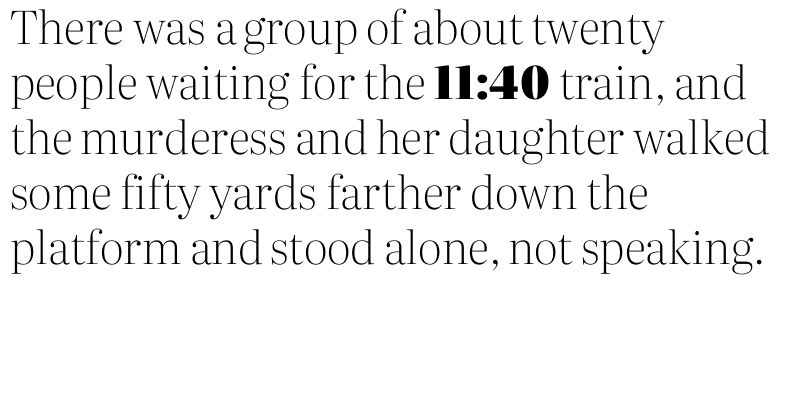 There was a group of about twenty
people waiting for the 11:40 train, and
the murderess and her daughter walked
some fifty yards farther down the
platform and stood alone, not speaking.